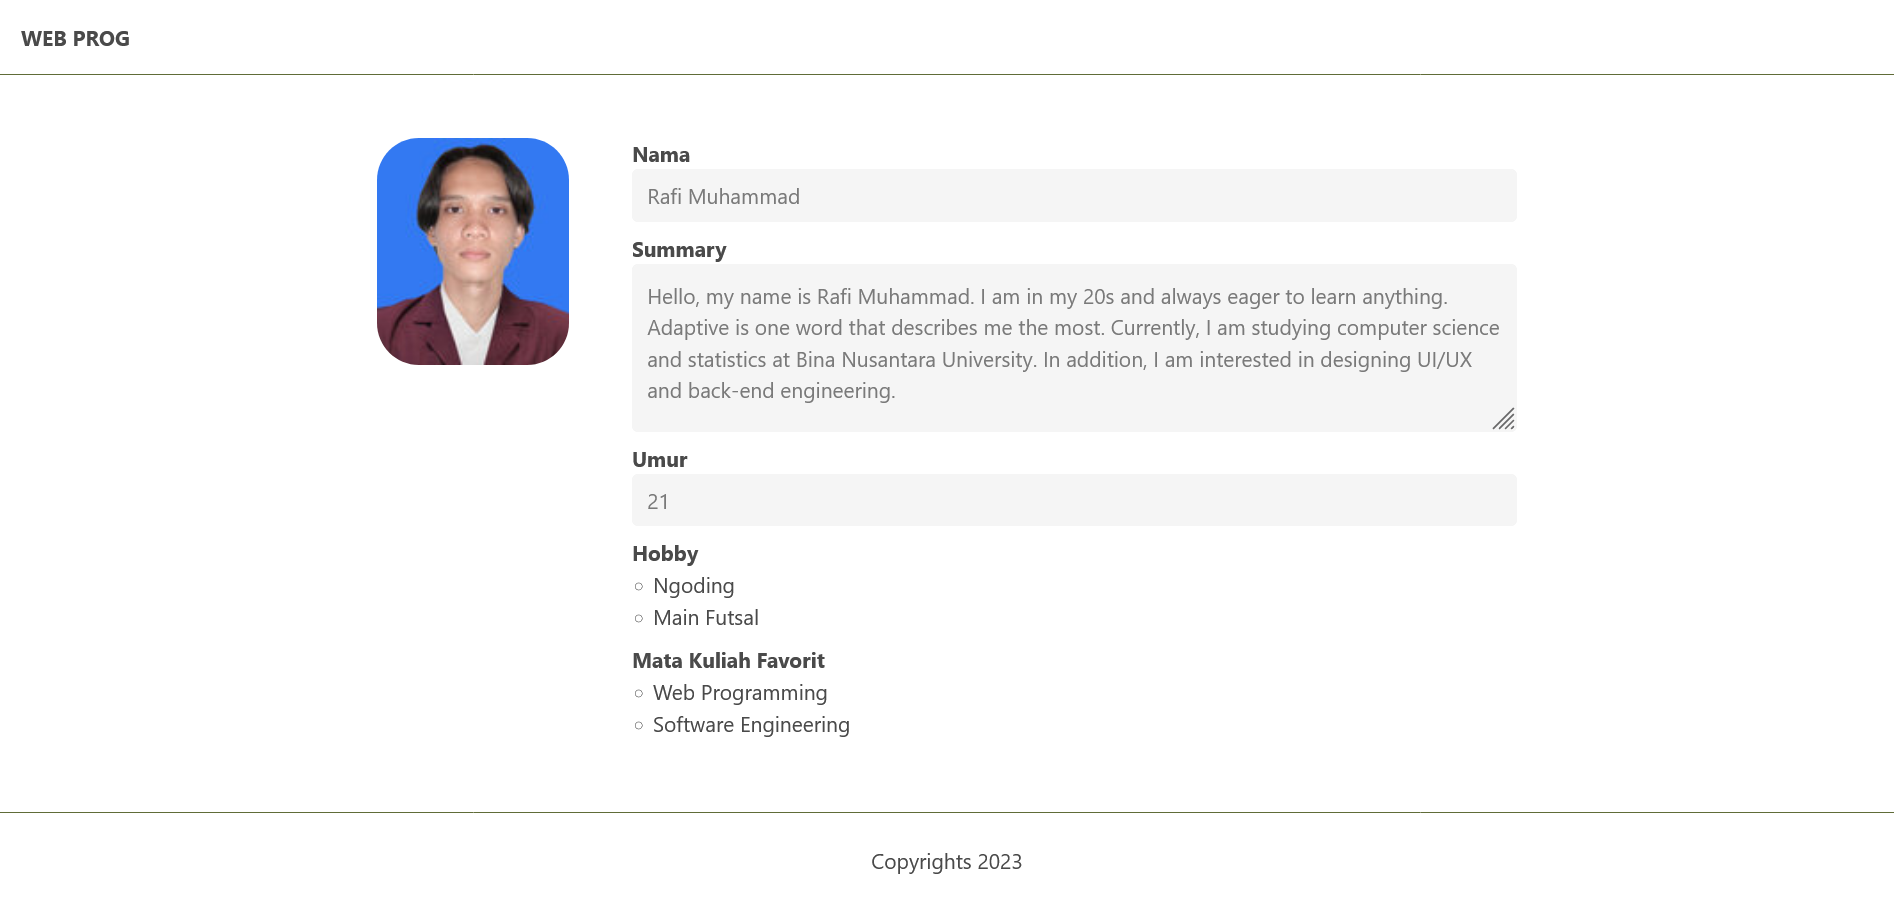 WEB PROG
Nama
Rafi Muhammad
Summary
Hello, my name is Rafi Muhammad. I am in my 20s and always eager to learn anything.
Adaptive is one word that describes me the most. Currently, I am studying computer science
and statistics at Bina Nusantara University. In addition, I am interested in designing UI/UX
and back-end engineering.
Umur
21
Hobby
Ngoding
Main Futsal
Mata Kuliah Favorit
Web Programming
Software Engineering
Copyrights 2023